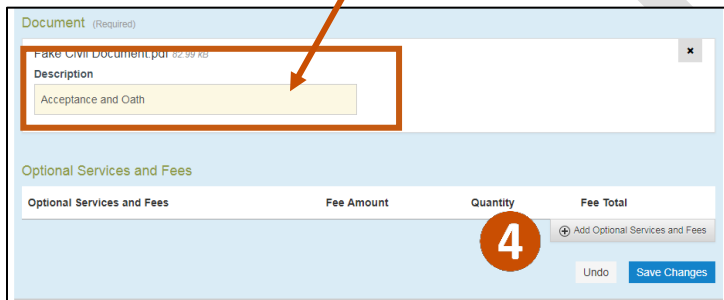 Document (Required)
Fake Civil Document.pdf 62.99 kB
Description
Acceptance and Oath
Optional Services and Fees
Optional Services and Fees Fee Amount Quantity Fee Total
4
Add Optional Services and Fees
Undo Save Changes